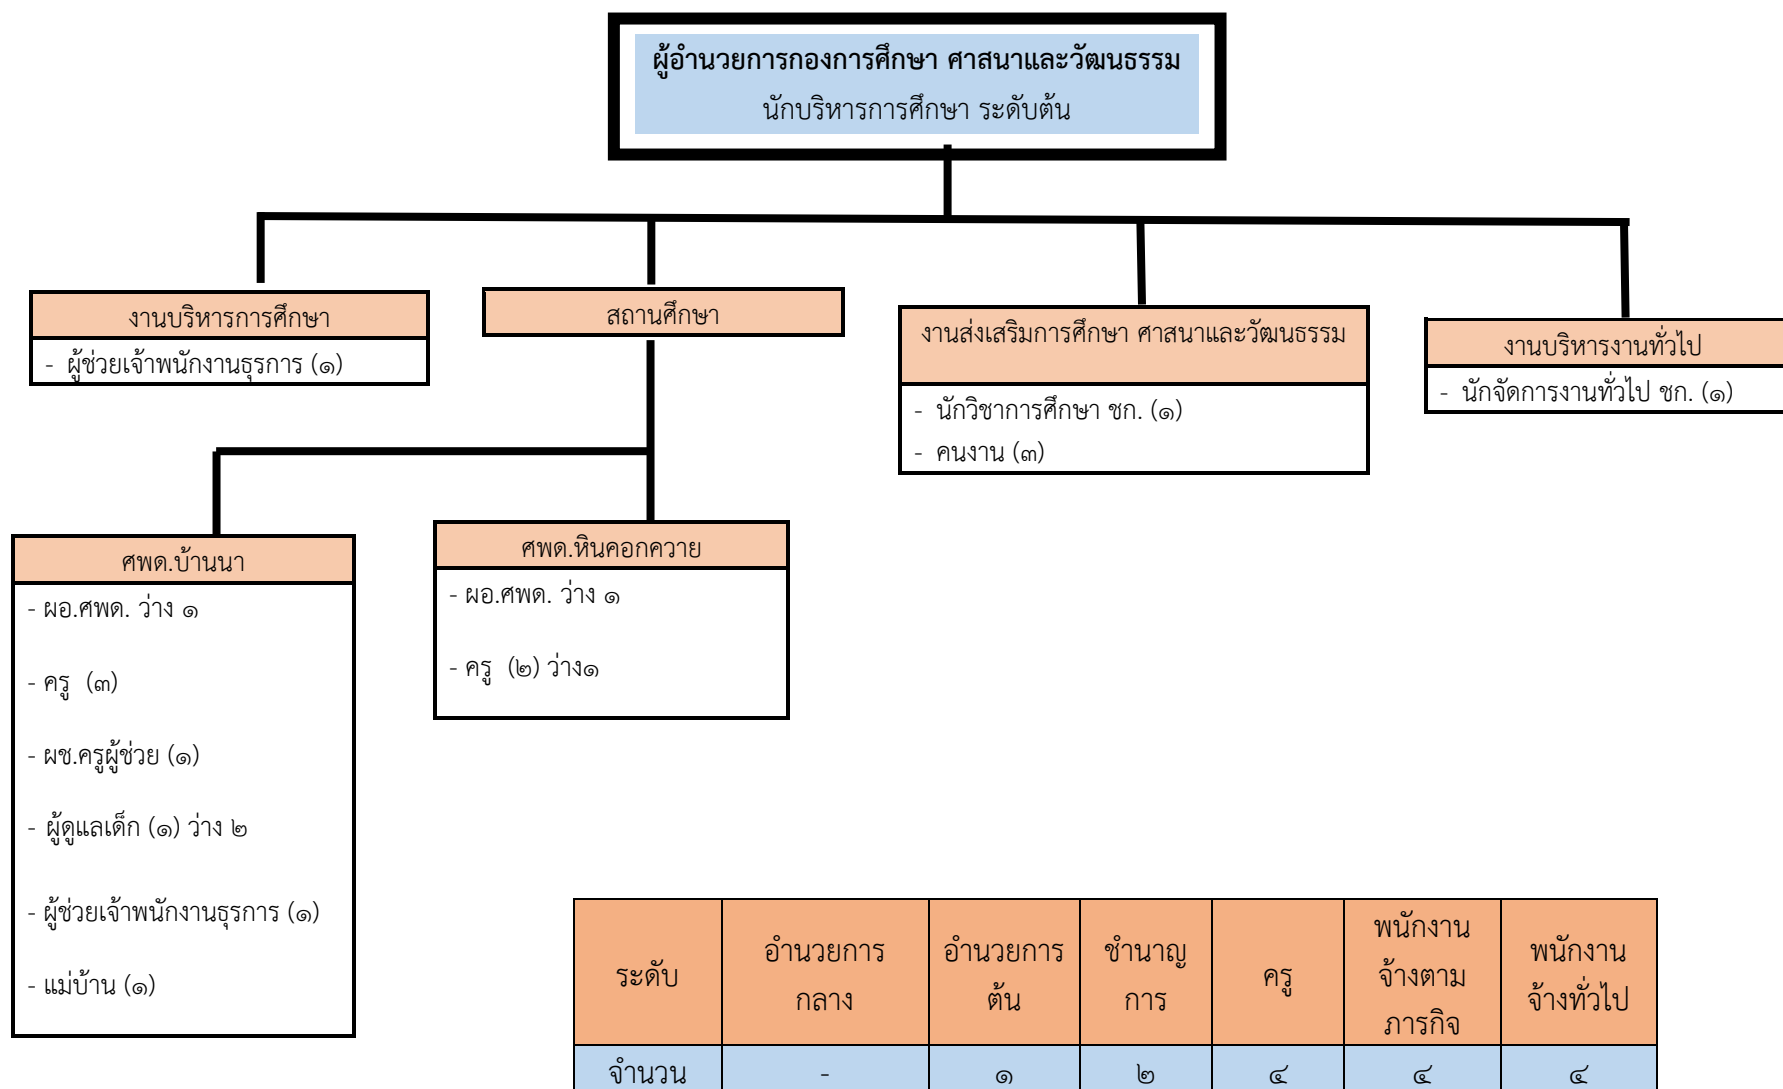 ผู้อำนวยการกองการศึกษา ศาสนาและวัฒนธรรม
นักบริหารการศึกษา ระดับต้น
งานบริหารการศึกษา
- ผู้ช่วยเจ้าพนักงานธุรการ (๑)
สถานศึกษา
งานส่งเสริมการศึกษา ศาสนาและวัฒนธรรม
- นักวิชาการศึกษา ชก. (๑)
- คนงาน (๓)
งานบริหารงานทั่วไป
- นักจัดการงานทั่วไป ชก. (๑)
ศพด.บ้านนา
- ผอ.ศพด. ว่าง ๑
- ครู (๓)
- ผช.ครูผู้ช่วย (๑)
- ผู้ดูแลเด็ก (๑) ว่าง ๒
- ผู้ช่วยเจ้าพนักงานธุรการ (๑)
- แม่บ้าน (๑)
ศพด.หินคอกควาย
- ผอ.ศพด. ว่าง ๑
- ครู (๒) ว่าง๑
ระดับ
อำนวยการ
กลาง
อำนวยการ
ต้น
ชำนาญ
การ
ครู
พนักงาน
จ้างตาม
ภารกิจ
พนักงาน
จ้างทั่วไป
จำนวน - ๑ ๒ ๔ ๔ ๔